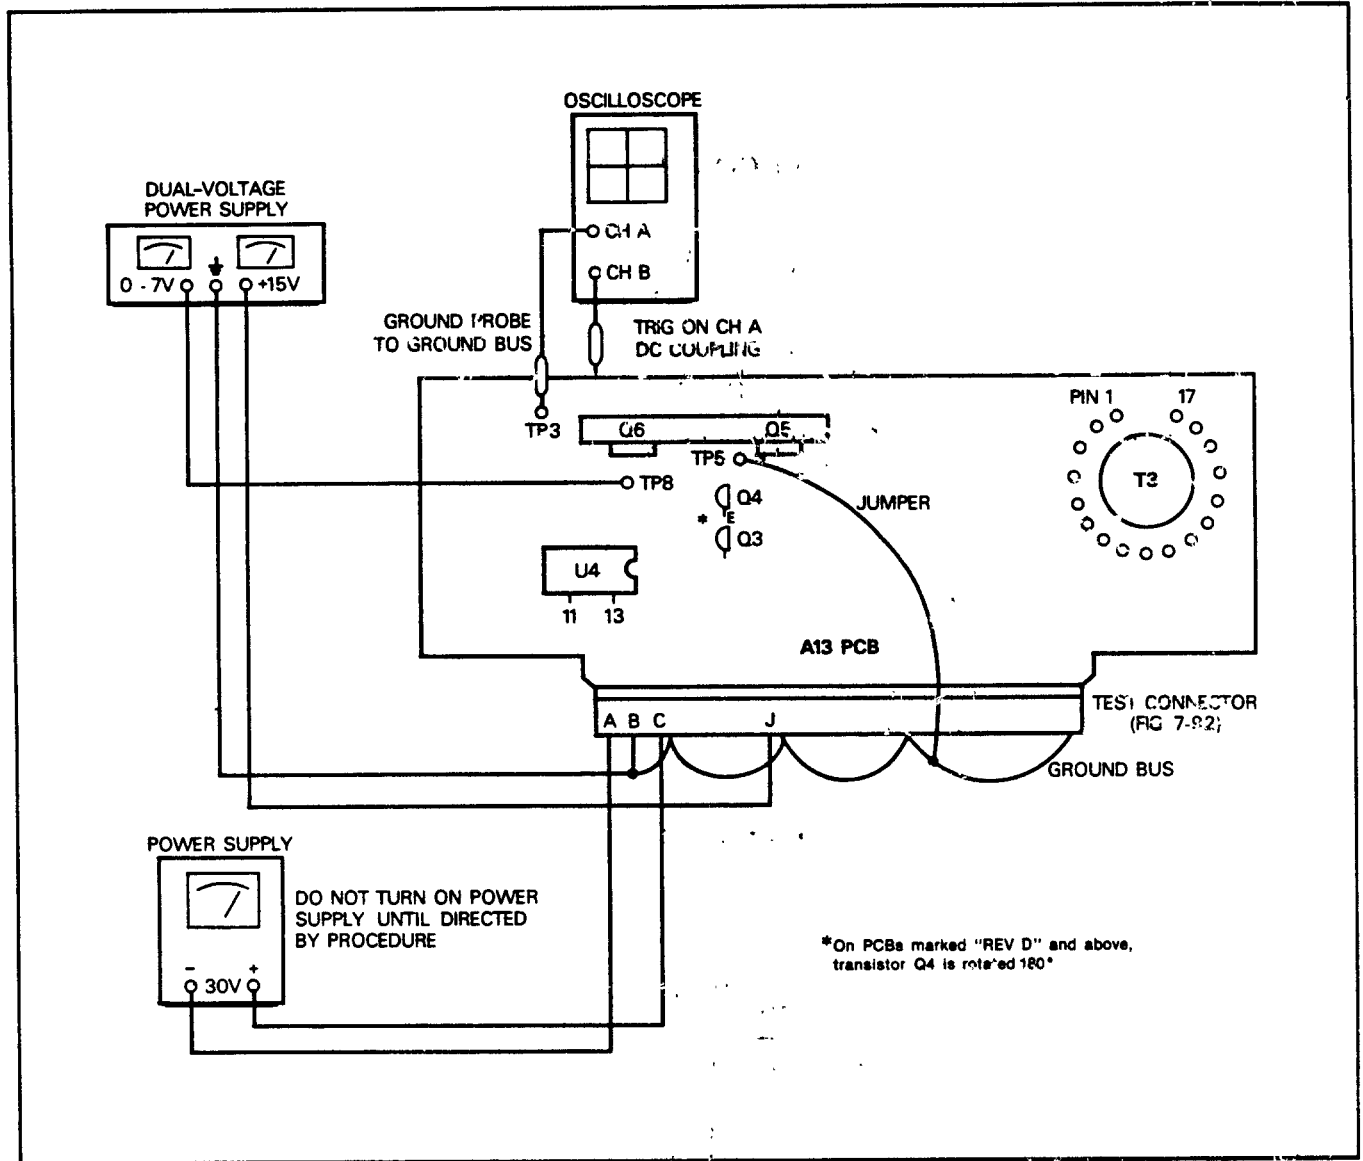 OSCILLOSCOPE
CH A
CH B
DUAL-VOLTAGE
POWER SUPPLY
0 - 7V
+15V
GROUND PROBE
TO GROUND BUS
TRIG ON CH A
DC COUPLING
TP3
Q6
Q5
TP5
TP8
Q4
* E
Q3
JUMPER
PIN 1
17
T3
U4
11 13
A13 PCB
A B C J
TEST CONNECTOR
GROUND BUS
POWER SUPPLY
DO NOT TURN ON POWER
SUPPLY UNTIL DIRECTED
BY PROCEDURE
- +
30V
*On PCBs marked "REV D" and above,
transistor Q4 is rotated 180°